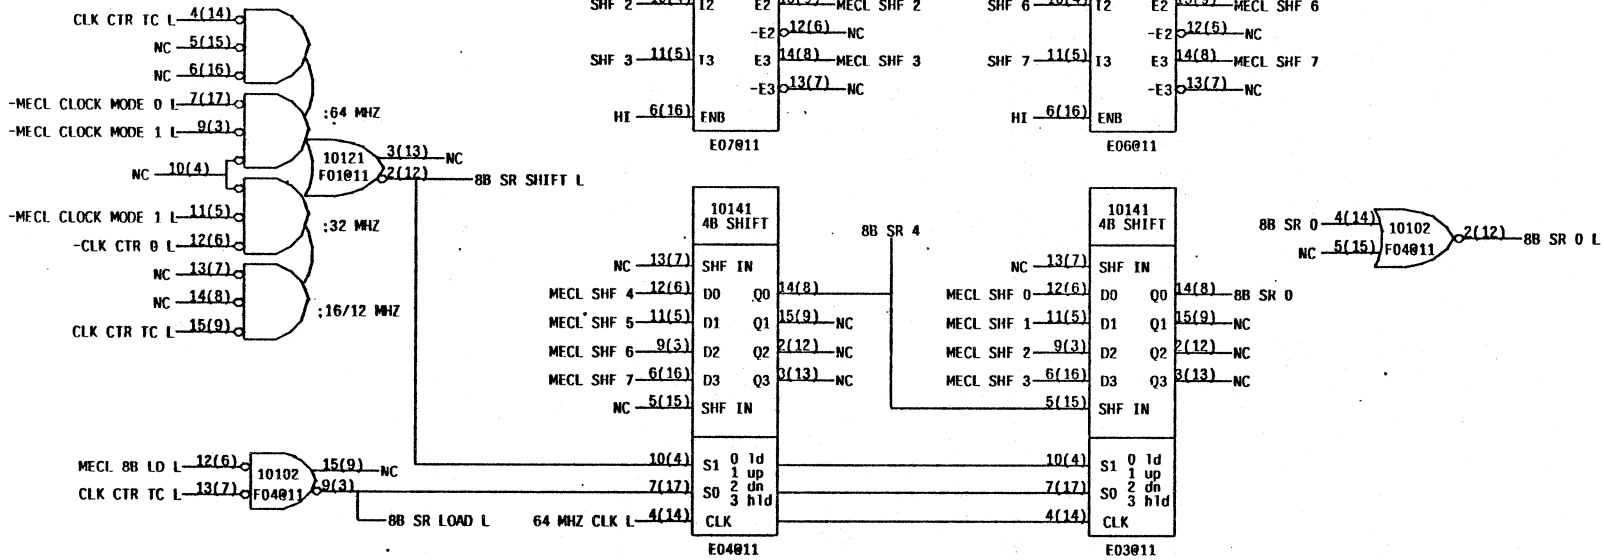 CLK CTR TC L 4(14)
NC 5(15)
NC 6(16)
-MECL CLOCK MODE 0 L 7(17)
:64 MHZ
-MECL CLOCK MODE 1 L 9(3)
NC 10(4)
10121
F01@11
3(13) NC
2(12) 8B SR SHIFT L
-MECL CLOCK MODE 1 L 11(5)
:32 MHZ
-CLK CTR 0 L 12(6)
NC 13(7)
NC 14(8)
:16/12 MHZ
CLK CTR TC L 15(9)
MECL 8B LD L 12(6)
CLK CTR TC L 13(7)
10102
F04@11
15(9) NC
9(3)
8B SR LOAD L
SHF 2 I2 E2 MECL SHF 2
-E2 12(6) NC
SHF 3 11(5) I3 E3 14(8) MECL SHF 3
-E3 13(7) NC
HI 6(16) ENB
E07@11
SHF 6 I2 E2 MECL SHF 6
-E2 12(6) NC
SHF 7 11(5) I3 E3 14(8) MECL SHF 7
-E3 13(7) NC
HI 6(16) ENB
E06@11
10141
4B SHIFT
NC 13(7) SHF IN
MECL SHF 4 12(6) D0 Q0 14(8)
MECL SHF 5 11(5) D1 Q1 15(9) NC
MECL SHF 6 9(3) D2 Q2 2(12) NC
MECL SHF 7 6(16) D3 Q3 3(13) NC
NC 5(15) SHF IN
10(4) S1 0 ld
1 up
7(17) S0 2 dn
3 hld
64 MHZ CLK L 4(14) CLK
E04@11
8B SR 4
10141
4B SHIFT
NC 13(7) SHF IN
MECL SHF 0 12(6) D0 Q0 14(8) 8B SR 0
MECL SHF 1 11(5) D1 Q1 15(9) NC
MECL SHF 2 9(3) D2 Q2 2(12) NC
MECL SHF 3 6(16) D3 Q3 3(13) NC
5(15) SHF IN
10(4) S1 0 ld
1 up
7(17) S0 2 dn
3 hld
4(14) CLK
E03@11
8B SR 0 4(14)
NC 5(15)
10102
F04@11
2(12) 8B SR 0 L